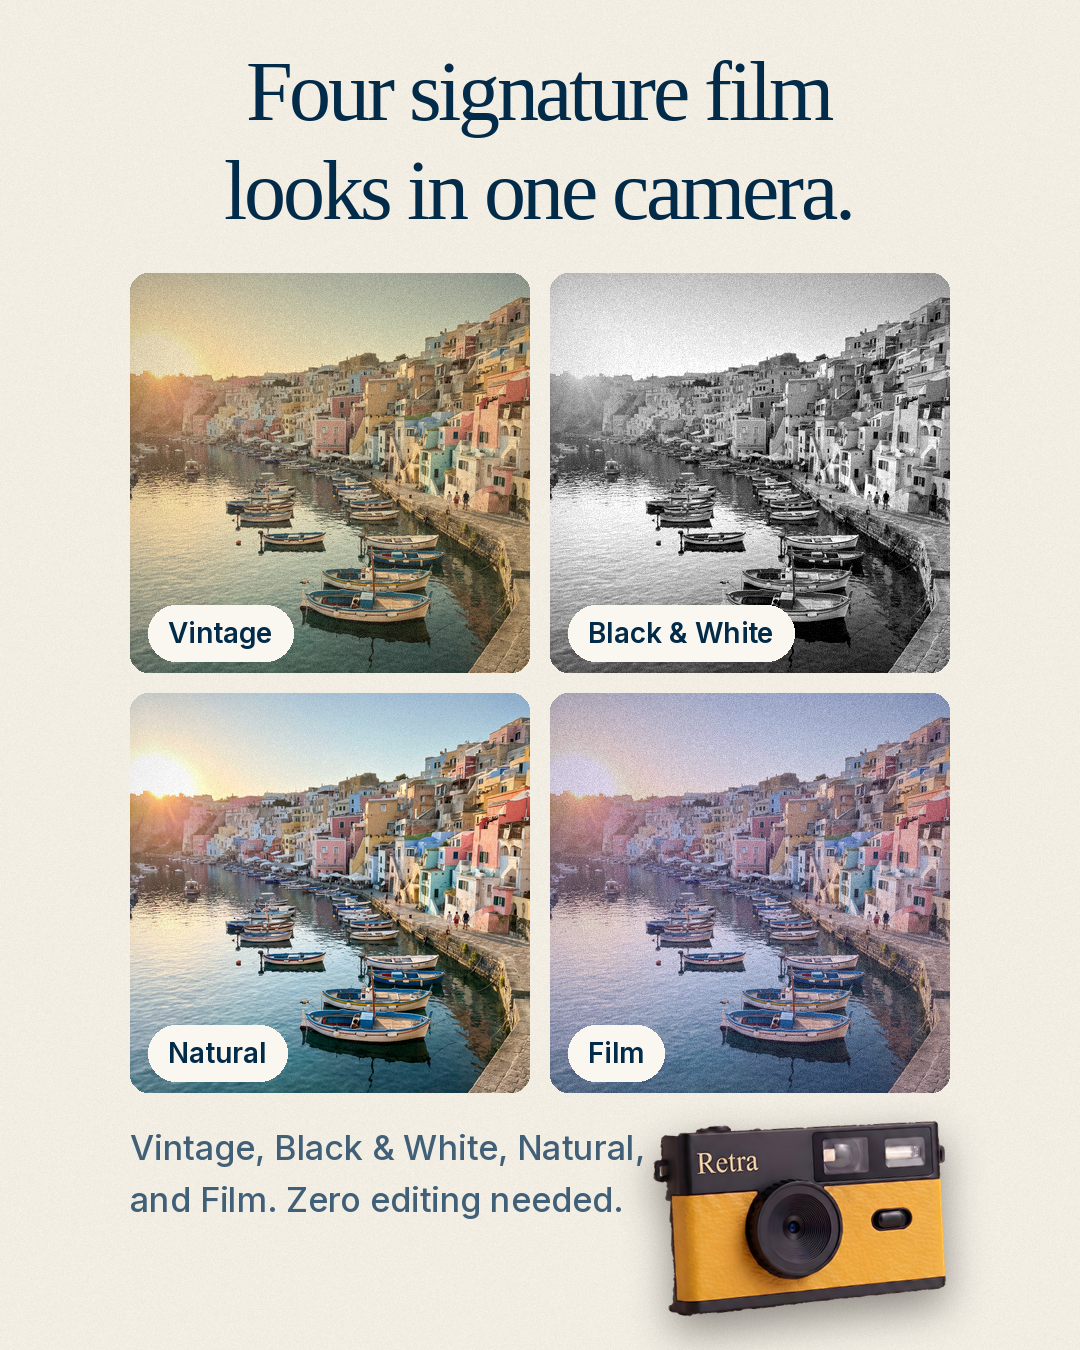 Four signature film
looks in one camera.
Vintage
Black & White
Natural
Film
Vintage, Black & White, Natural,
and Film. Zero editing needed.
Retra